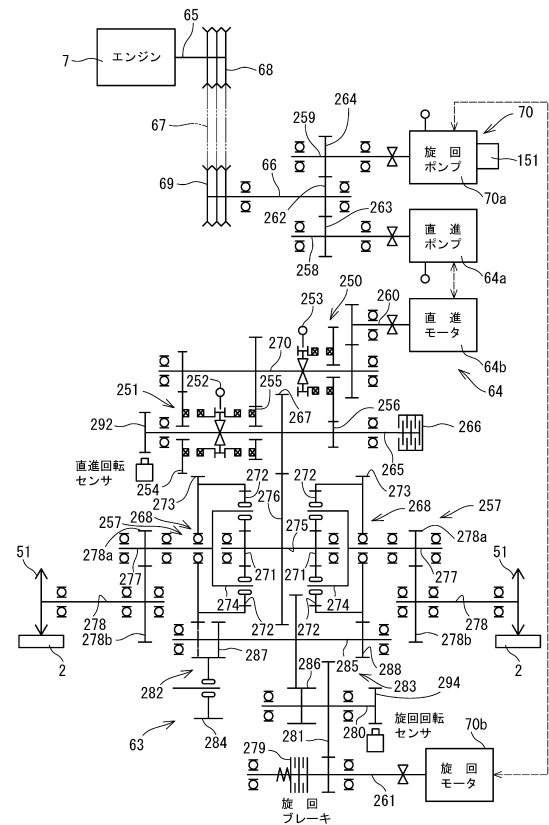 65
7
エンジン
68
264
259
70
67
旋 回
ポンプ
151
66
69
70a
262
263
直 進
ポンプ
258
64a
253
250
260
直 進
モータ
270
252
64b
251
255
64
267
256
292
266
265
直進回転
センサ
254
272
272
273
276
273
268
268
257
257
278a
275
278a
51
51
277
271
271
277
274
274
278
278
278b
272
272
278b
2
287
285
288
2
282
286
283
294
63
284
281
280
旋回回転
センサ
70b
279
旋 回
モータ
261
旋 回
ブレーキ